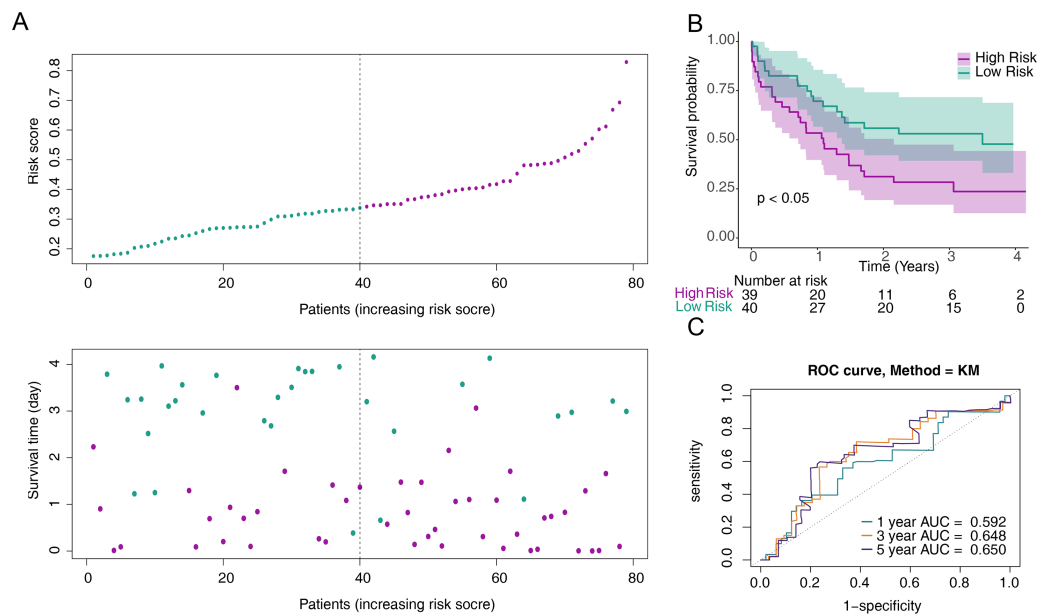 A
0.2 0.3 0.4 0.5 0.6 0.7 0.8
Risk score
0 20 40 60 80
Patients (increasing risk socre)
0 1 2 3 4
Survival time (day)
0 20 40 60 80
Patients (increasing risk socre)
B
1.00
0.75
0.50
0.25
0.00
Survival probability
High Risk
Low Risk
p < 0.05
0 1 2 3 4
Time (Years)
Number at risk
High Risk 39 20 11 6 2
Low Risk 40 27 20 15 0
C
ROC curve, Method = KM
0.0 0.2 0.4 0.6 0.8 1.0
sensitivity
1 year AUC = 0.592
3 year AUC = 0.648
5 year AUC = 0.650
0.0 0.2 0.4 0.6 0.8 1.0
1−specificity